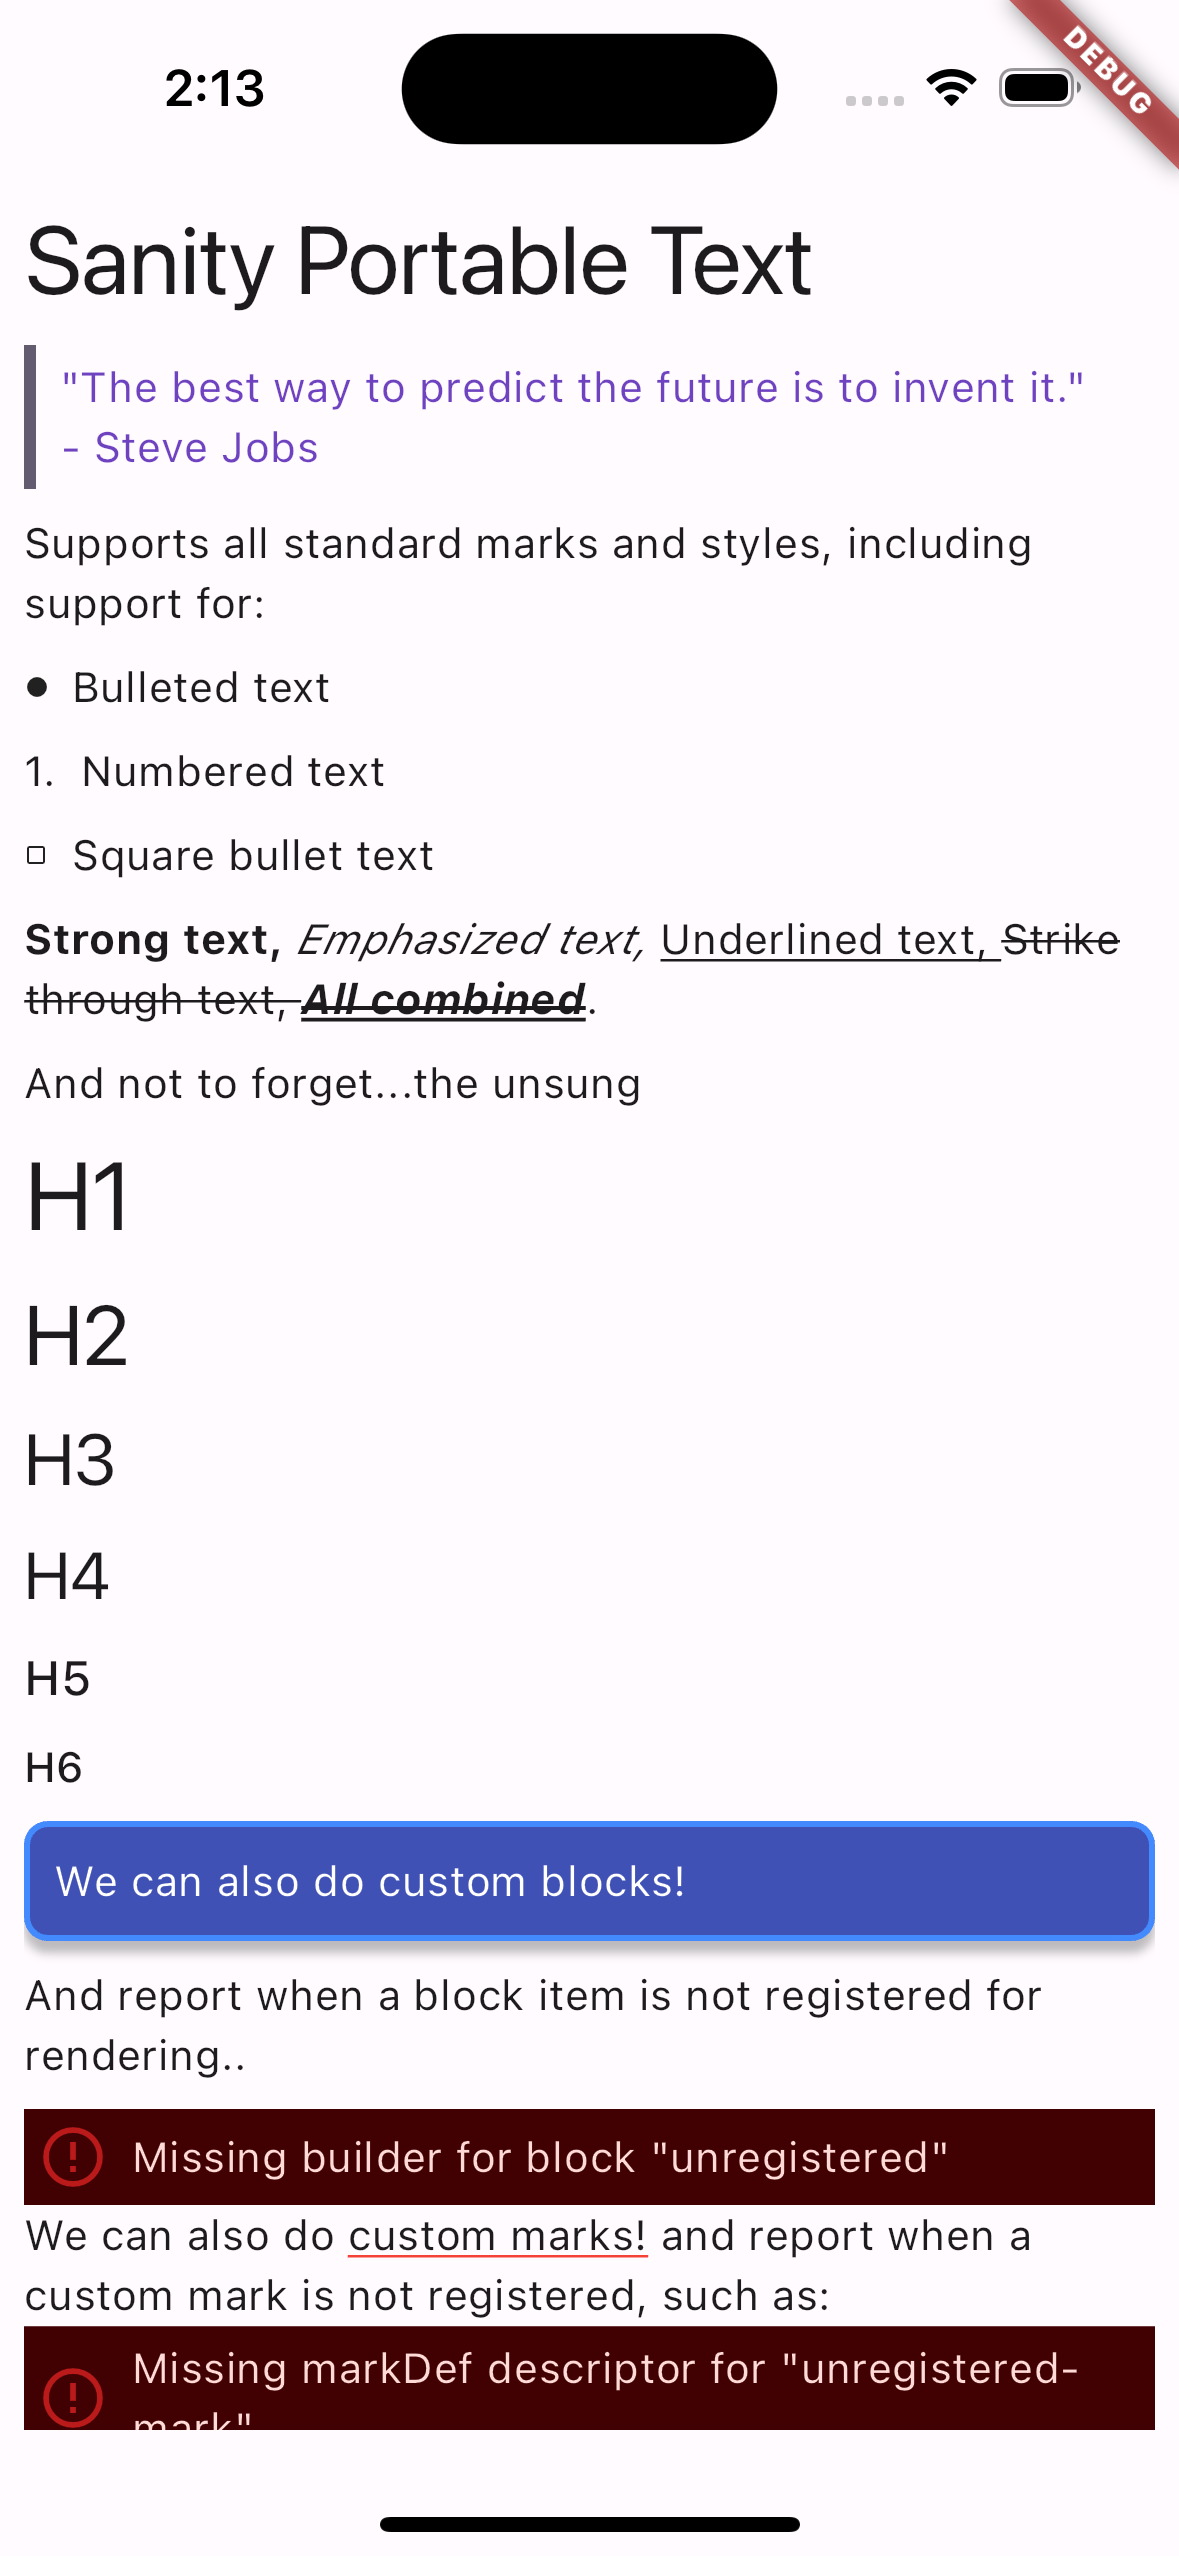 2:13
DEBUG
Sanity Portable Text
"The best way to predict the future is to invent it."
- Steve Jobs
Supports all standard marks and styles, including
support for:
● Bulleted text
1. Numbered text
▢ Square bullet text
Strong text, Emphasized text, Underlined text, Strike
through text, All combined.
And not to forget...the unsung
H1
H2
H3
H4
H5
H6
We can also do custom blocks!
And report when a block item is not registered for
rendering..
Missing builder for block "unregistered"
We can also do custom marks! and report when a
custom mark is not registered, such as:
Missing markDef descriptor for "unregistered-
mark"